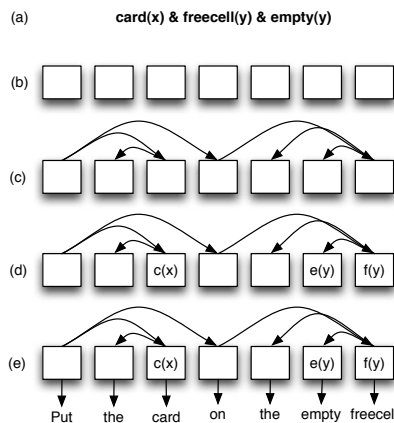 (a) card(x) & freecell(y) & empty(y)
(b)
(c)
(d) c(x) e(y) f(y)
(e) c(x) e(y) f(y)
Put the card on the empty freecel